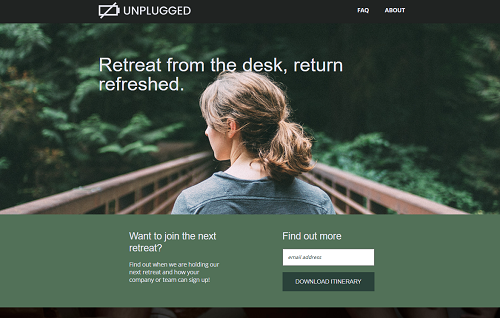 UNPLUGGED
FAQ
ABOUT
Retreat from the desk, return
refreshed.
Want to join the next
retreat?
Find out when we are holding our
next retreat and how your
company or team can sign up!
Find out more
email address
DOWNLOAD ITINERARY